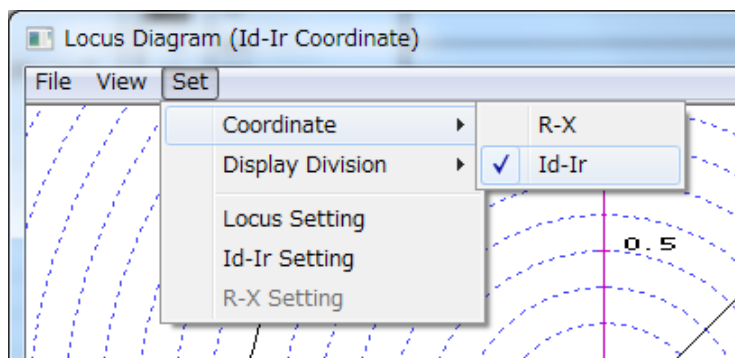 Locus Diagram (Id-Ir Coordinate)
File View Set
Coordinate R-X
Display Division Id-Ir
Locus Setting
0.5
Id-Ir Setting
R-X Setting